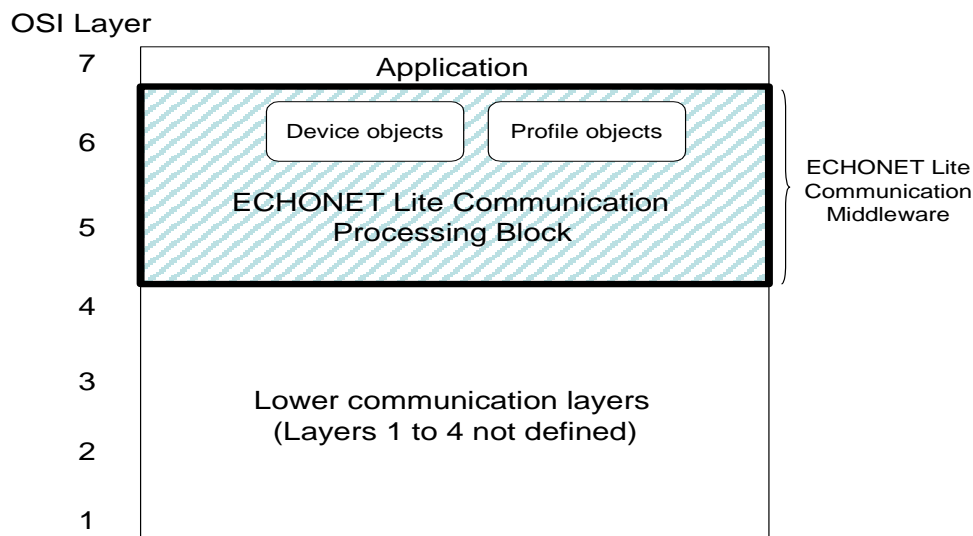 OSI Layer
7
Application
Device objects
Profile objects
6
ECHONET Lite Communication
Processing Block
5
ECHONET Lite
Communication
Middleware
4
3
Lower communication layers
(Layers 1 to 4 not defined)
2
1